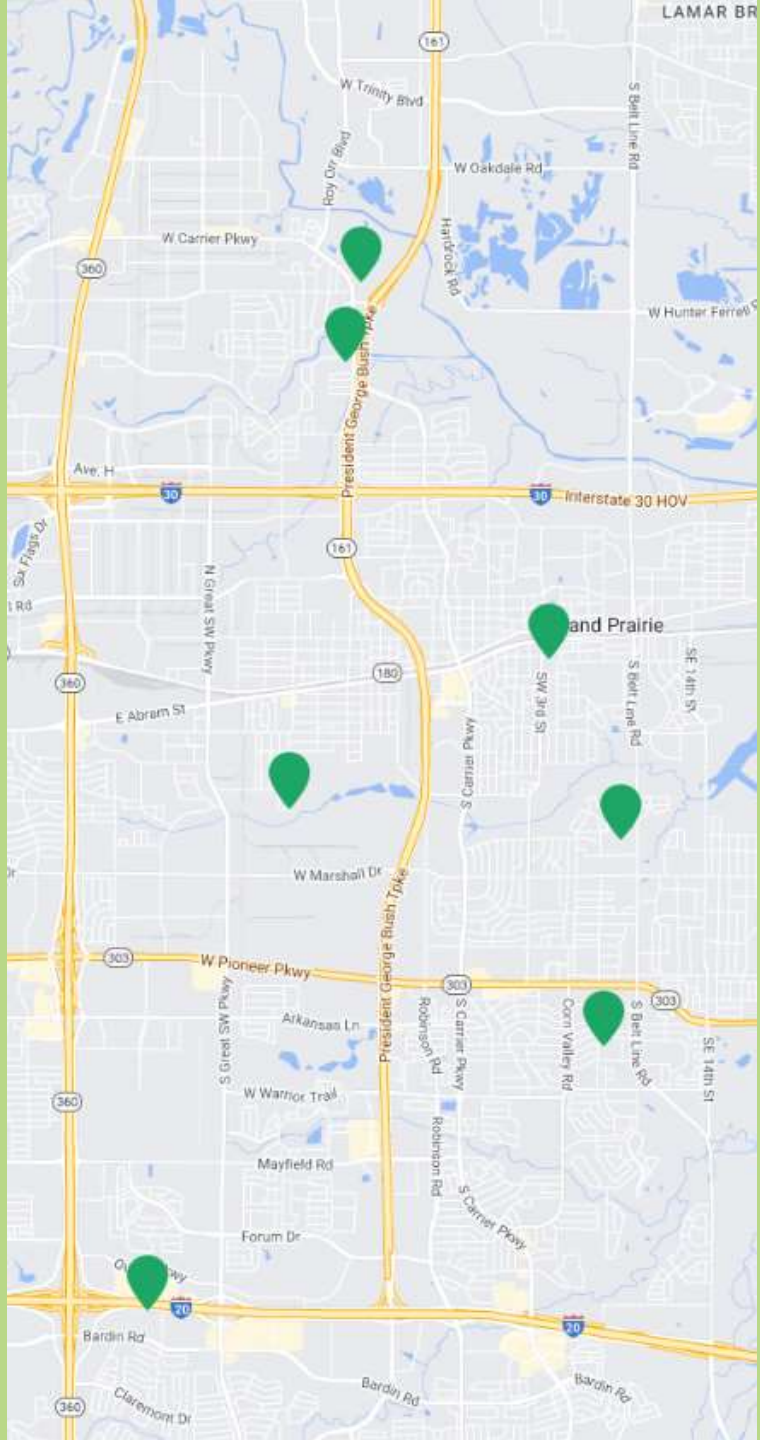 LAMAR BR
161
W Trinity Blvd
S Belt Line Rd
Roy Orr Blvd
W Oakdale Rd
W Carrier Pkwy
Hardrock Rd
360
W Hunter Ferrell
President George Bush Tpke
Ave. H
30
30
Interstate 30 HOV
Six Flags Dr
161
N Great SW Pkwy
Rd
and Prairie
180
SE 14th St
360
SW 3rd St
S Belt Line Rd
E Abram St
S Carrier Pkwy
W Marshall Dr
Dr
President George Bush Tpke
303
W Pioneer Pkwy
303
303
S Great SW Pkwy
Arkansas Ln
Robinson Rd
S Carrier Pkwy
Corn Valley Rd
S Belt Line Rd
SE 14th St
360
W Warrior Trail
Robinson Rd
Mayfield Rd
S Carrier Pkwy
Forum Dr
20
20
Bardin Rd
Bardin Rd
Bardin Rd
Claremont Dr
360